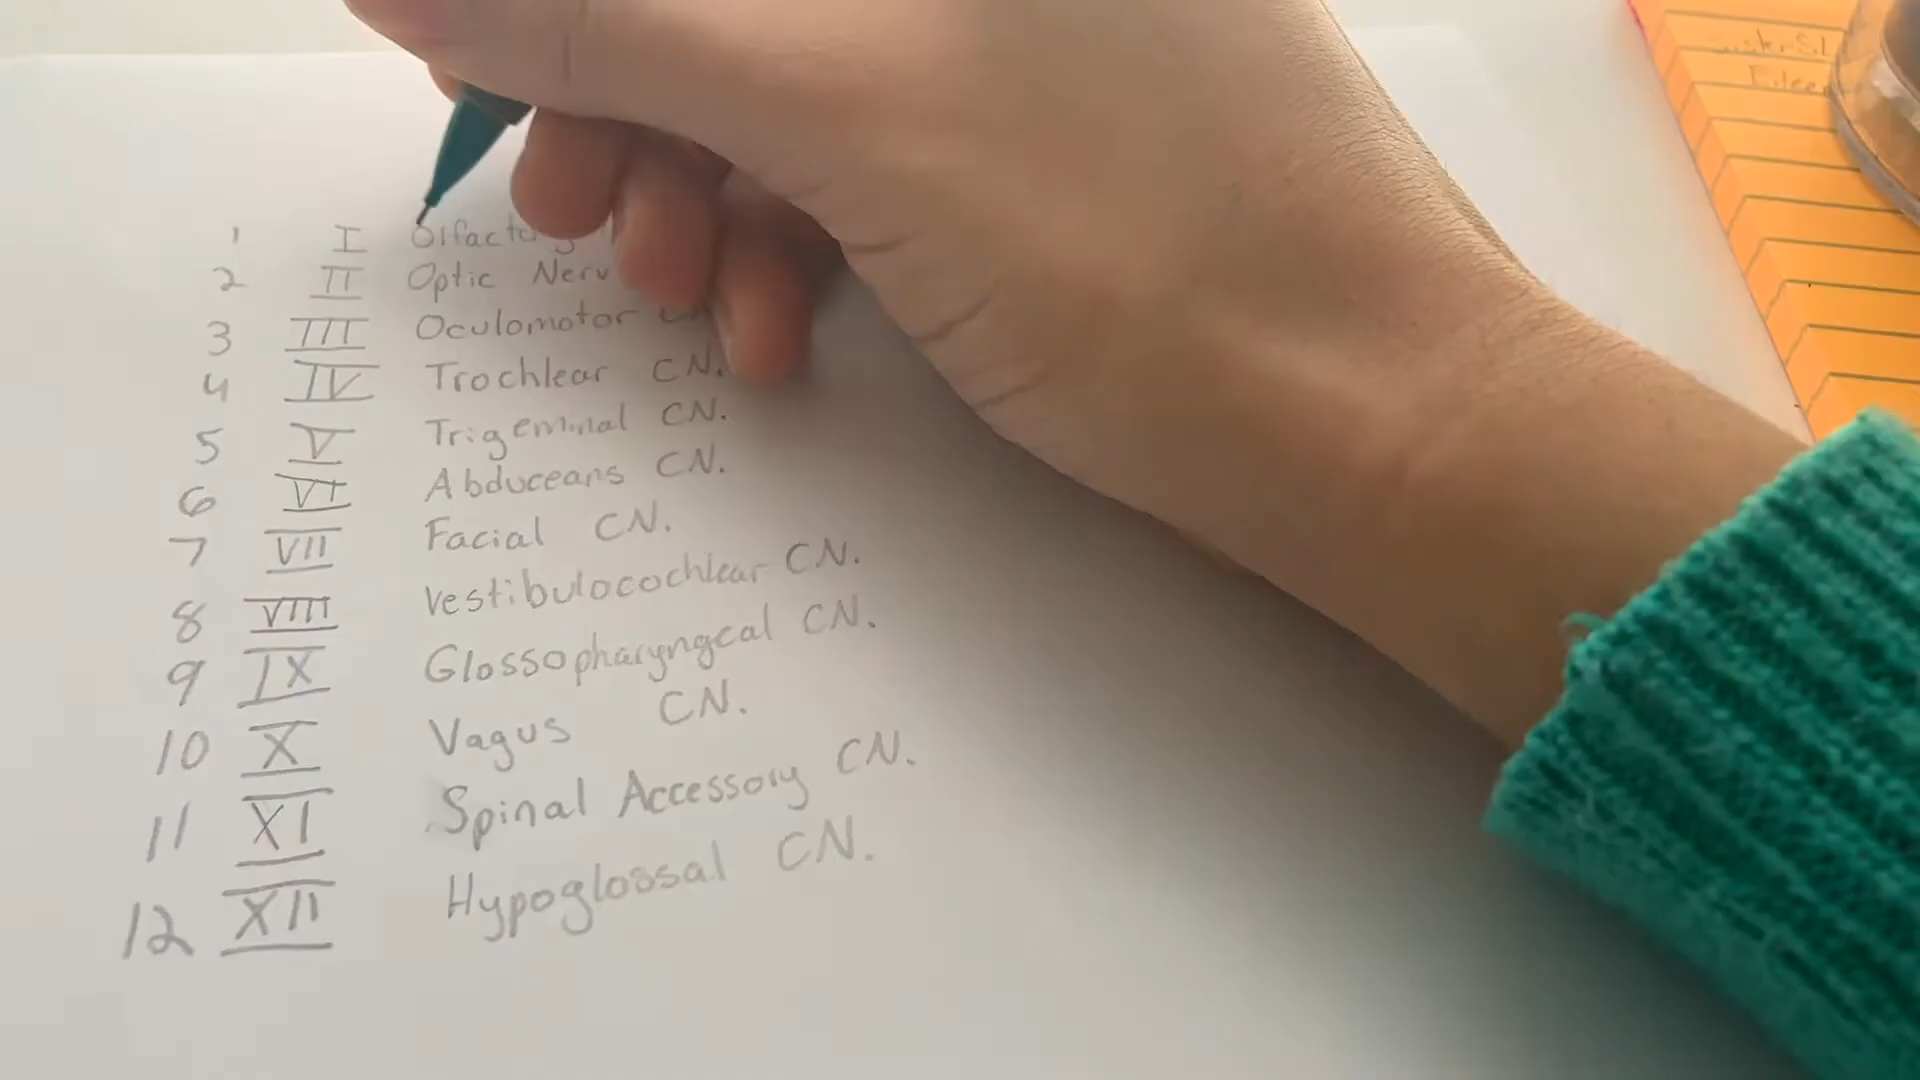 1 I Olfactory
2 II Optic Nerv
3 III Oculomotor
4 IV Trochlear CN.
5 V Trigeminal CN.
6 VI Abduceans CN.
7 VII Facial CN.
8 VIII Vestibulocochlear CN.
9 IX Glossopharyngeal CN.
10 X Vagus CN.
11 XI Spinal Accessory CN.
12 XII Hypoglossal CN.
Eileen